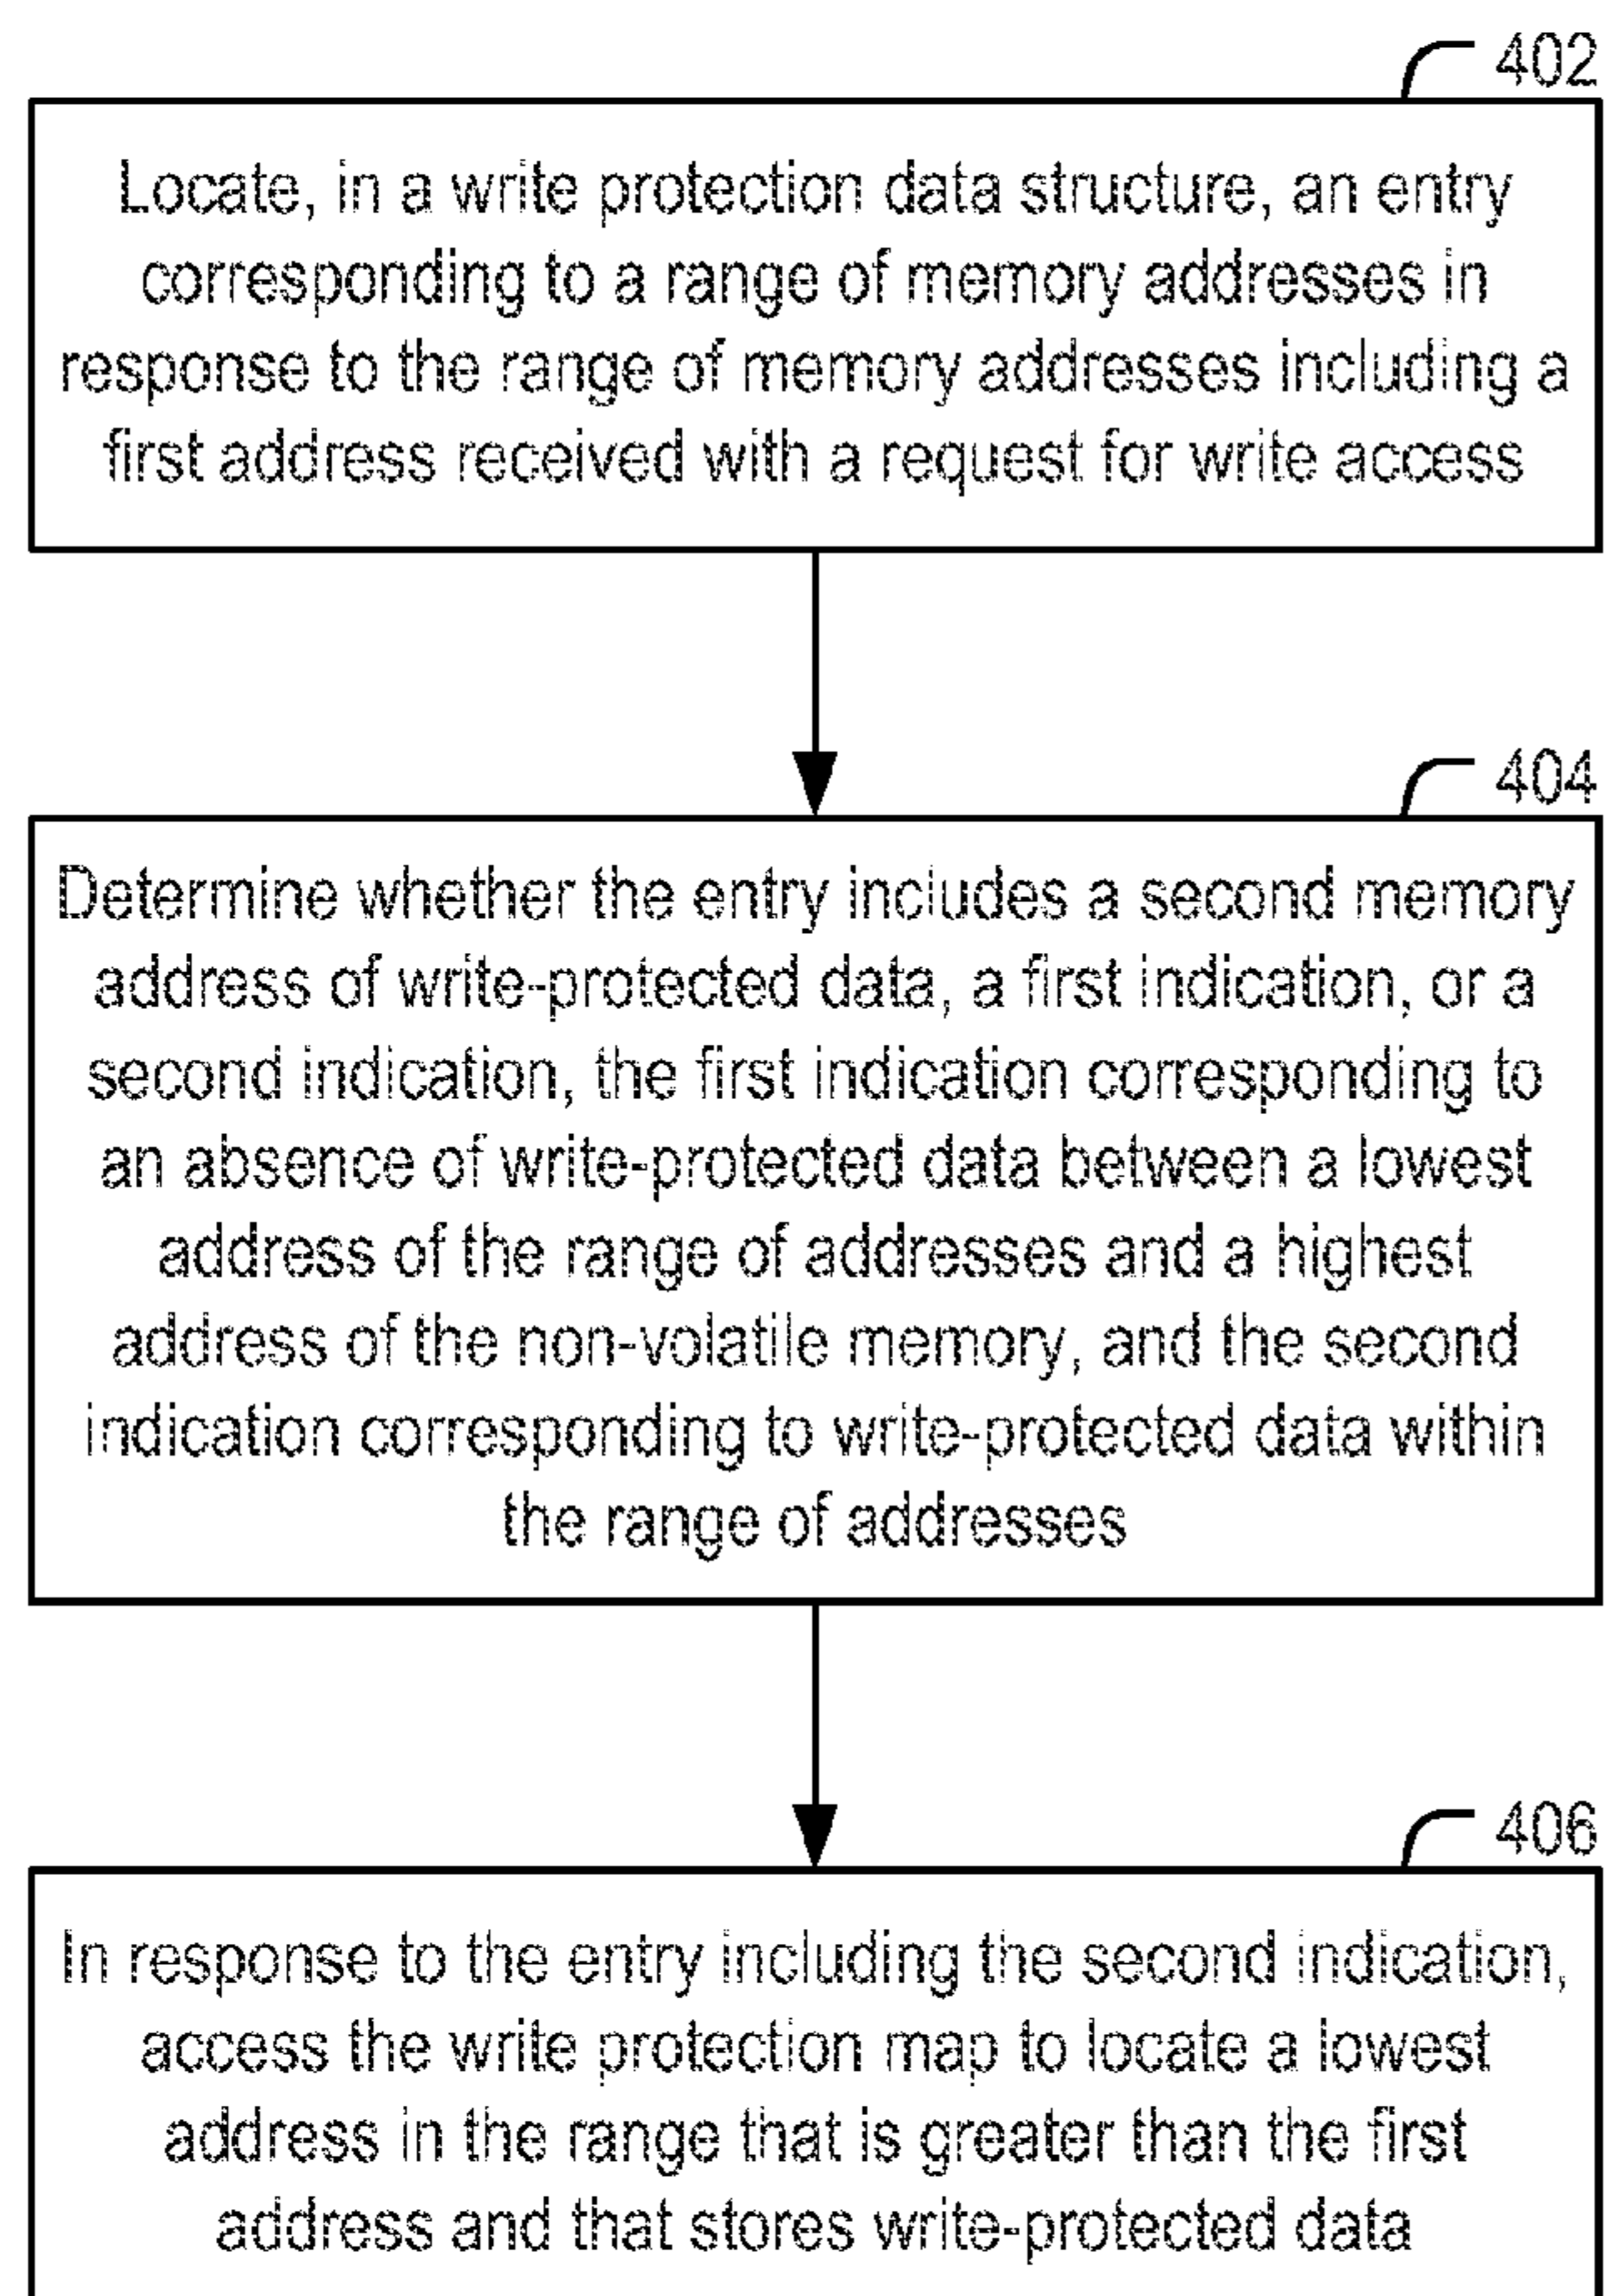 402
Locate, in a write protection data structure, an entry
corresponding to a range of memory addresses in
response to the range of memory addresses including a
first address received with a request for write access
404
Determine whether the entry includes a second memory
address of write-protected data, a first indication, or a
second indication, the first indication corresponding to
an absence of write-protected data between a lowest
address of the range of addresses and a highest
address of the non-volatile memory, and the second
indication corresponding to write-protected data within
the range of addresses
406
In response to the entry including the second indication,
access the write protection map to locate a lowest
address in the range that is greater than the first
address and that stores write-protected data